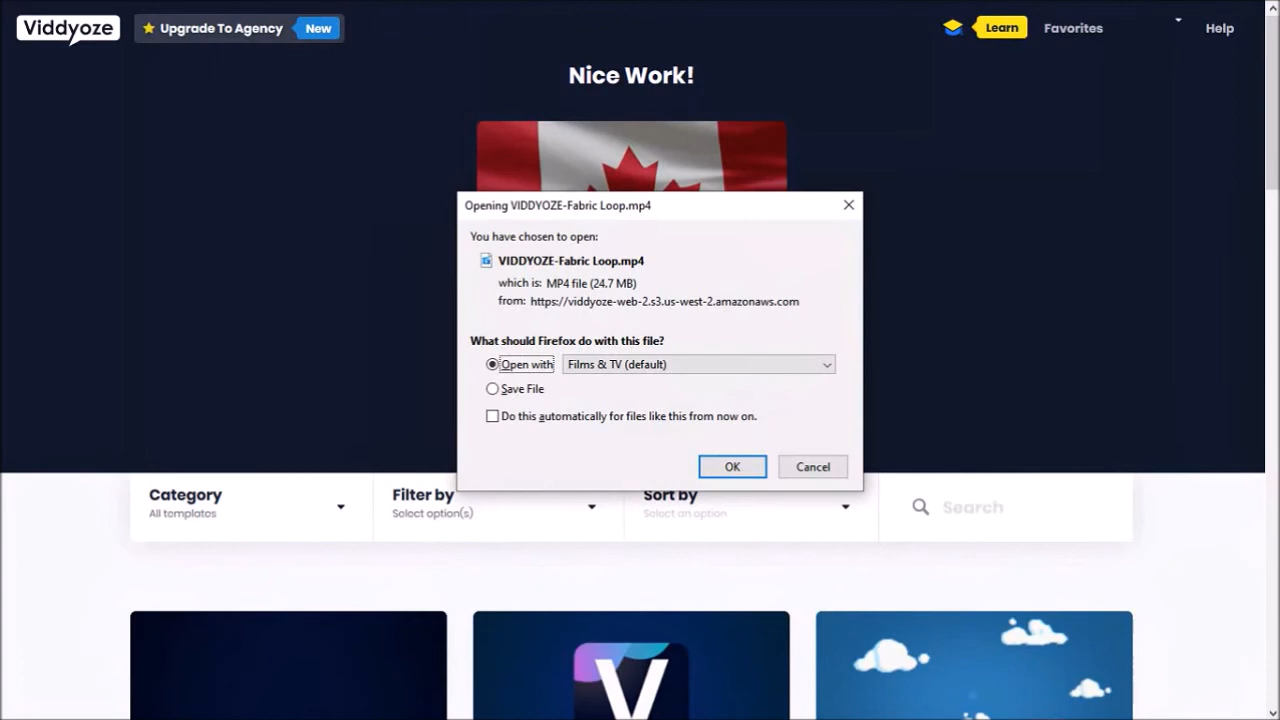 Viddyoze
Upgrade To Agency New
Learn
Favorites
Help
Nice Work!
Opening VIDDYOZE-Fabric Loop.mp4
You have chosen to open:
VIDDYOZE-Fabric Loop.mp4
which is: MP4 file (24.7 MB)
from: https://viddyoze-web-2.s3.us-west-2.amazonaws.com
What should Firefox do with this file?
Open with Films & TV (default)
Save File
Do this automatically for files like this from now on.
OK Cancel
Category
All templates
Filter by
Select option(s)
Sort by
Select an option
Search
V